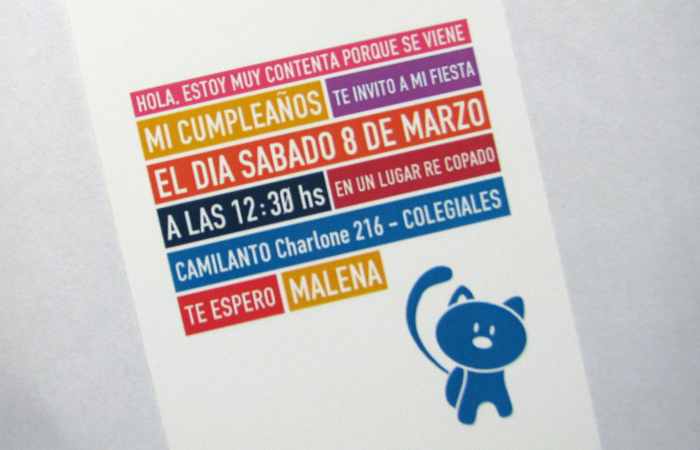 HOLA, ESTOY MUY CONTENTA PORQUE SE VIENE
MI CUMPLEAÑOS TE INVITO A MI FIESTA
EL DIA SABADO 8 DE MARZO
A LAS 12:30 hs EN UN LUGAR RE COPADO
CAMILANTO Charlone 216 - COLEGIALES
TE ESPERO MALENA